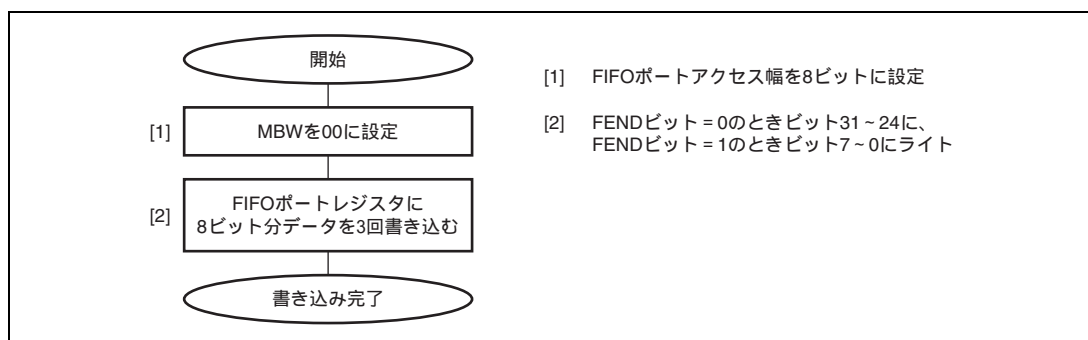 開始
[1] MBWを00に設定
[2] FIFOポートレジスタに
8ビット分データを3回書き込む
書き込み完了
[1] FIFOポートアクセス幅を8ビットに設定
[2] FENDビット = 0のときビット31~24に、
FENDビット = 1のときビット7~0にライト